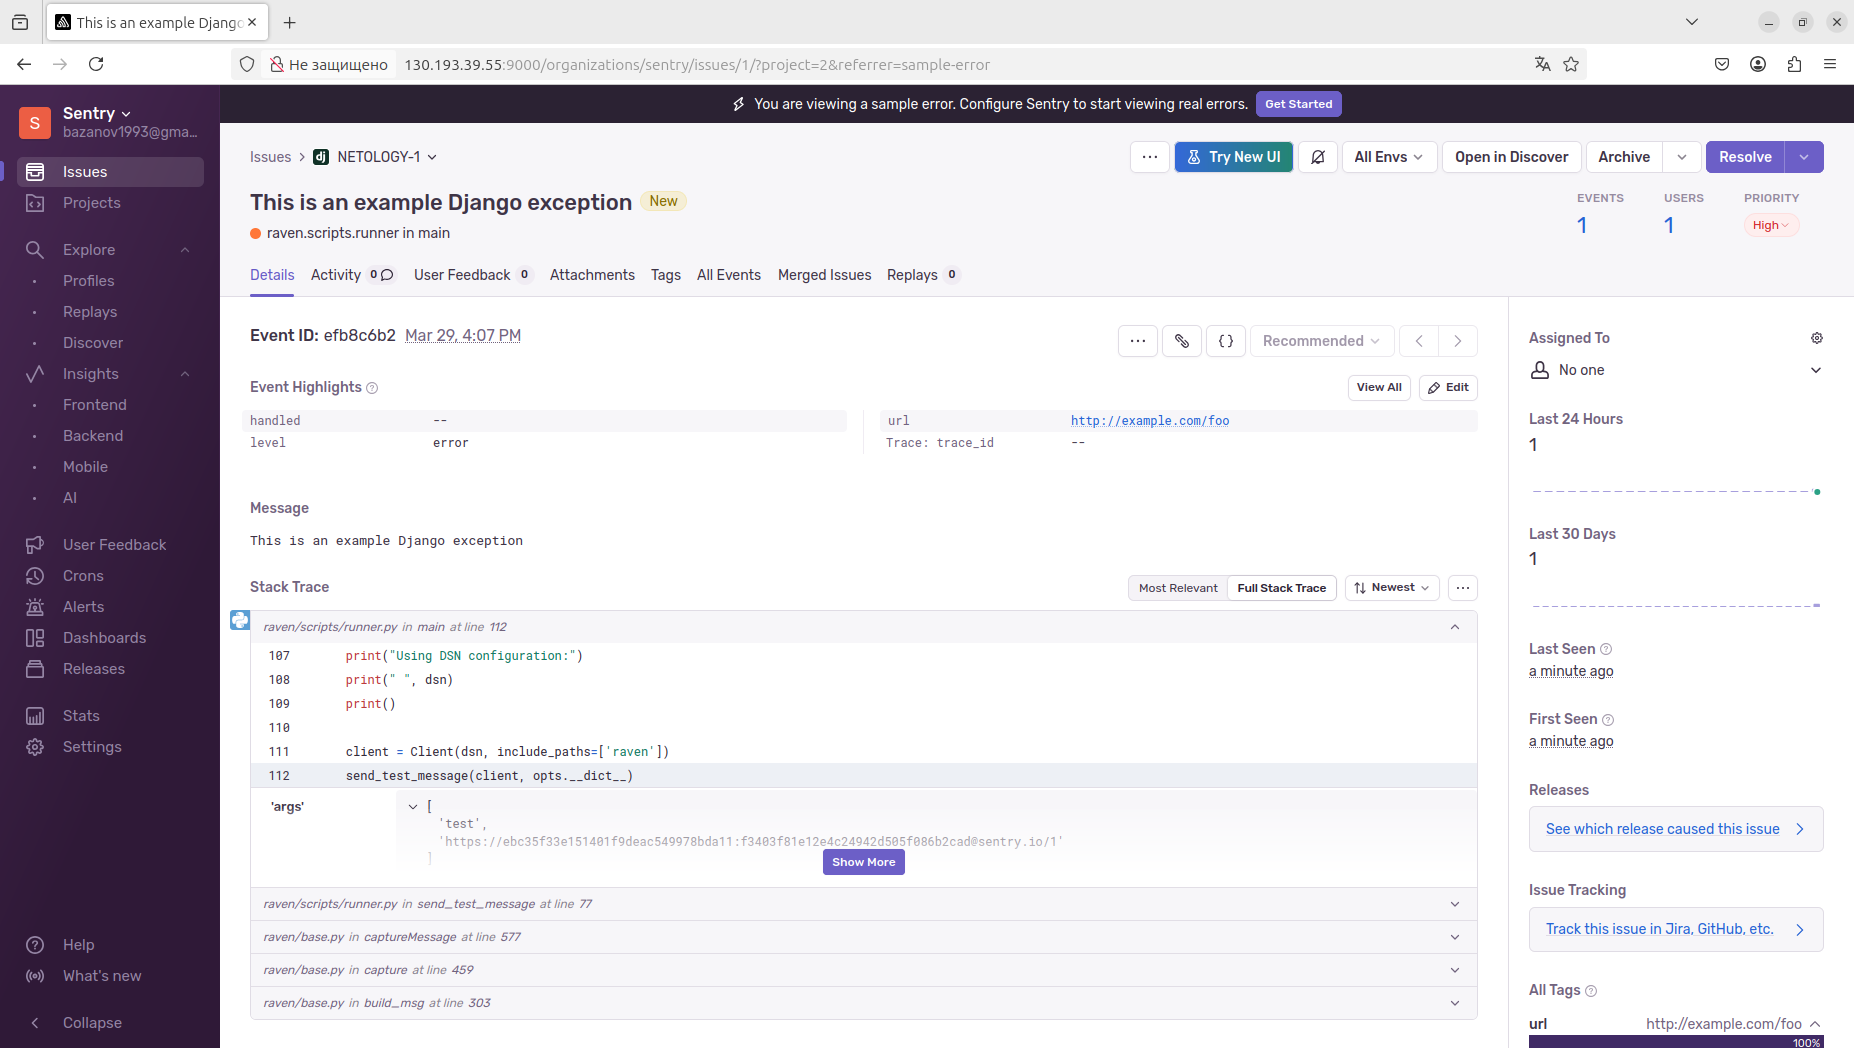 This is an example Django
Не защищено
130.193.39.55:9000/organizations/sentry/issues/1/?project=2&referrer=sample-error
S
Sentry
bazanov1993@gma...
Issues
Projects
Explore
Profiles
Replays
Discover
Insights
Frontend
Backend
Mobile
AI
User Feedback
Crons
Alerts
Dashboards
Releases
Stats
Settings
Help
What's new
Collapse
You are viewing a sample error. Configure Sentry to start viewing real errors. Get Started
Issues > dj NETOLOGY-1
... Try New UI All Envs Open in Discover Archive Resolve
This is an example Django exception New
raven.scripts.runner in main
EVENTS USERS PRIORITY
1 1 High
Details Activity 0 User Feedback 0 Attachments Tags All Events Merged Issues Replays 0
Event ID: efb8c6b2 Mar 29, 4:07 PM
... {} Recommended
Event Highlights ? View All Edit
handled --
level error
url http://example.com/foo
Trace: trace_id --
Message
This is an example Django exception
Stack Trace Most Relevant Full Stack Trace Newest ...
raven/scripts/runner.py in main at line 112
107 print("Using DSN configuration:")
108 print(" ", dsn)
109 print()
110
111 client = Client(dsn, include_paths=['raven'])
112 send_test_message(client, opts.__dict__)
'args' [
'test',
'https://ebc35f33e151401f9deac549978bda11:f3403f81e12e4c24942d505f086b2cad@sentry.io/1'
]
Show More
raven/scripts/runner.py in send_test_message at line 77
raven/base.py in captureMessage at line 577
raven/base.py in capture at line 459
raven/base.py in build_msg at line 303
Assigned To
No one
Last 24 Hours
1
Last 30 Days
1
Last Seen ?
a minute ago
First Seen ?
a minute ago
Releases
See which release caused this issue
Issue Tracking
Track this issue in Jira, GitHub, etc.
All Tags ?
url http://example.com/foo
100%